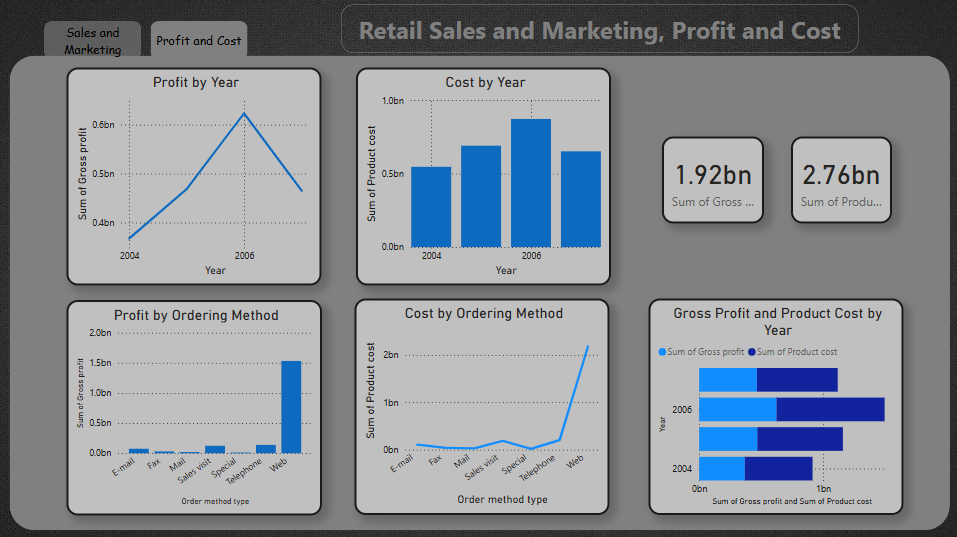 Retail Sales and Marketing, Profit and Cost
Sales and
Marketing
Profit and Cost
Profit by Year
Sum of Gross profit
0.6bn
0.5bn
0.4bn
2004
2006
Year
Cost by Year
Sum of Product cost
1.0bn
0.5bn
0.0bn
2004
2006
Year
1.92bn
Sum of Gross ...
2.76bn
Sum of Produ...
Profit by Ordering Method
Sum of Gross profit
2.0bn
1.5bn
1.0bn
0.5bn
0.0bn
E-mail
Fax
Mail
Sales visit
Special
Telephone
Web
Order method type
Cost by Ordering Method
Sum of Product cost
2bn
1bn
0bn
E-mail
Fax
Mail
Sales visit
Special
Telephone
Web
Order method type
Gross Profit and Product Cost by
Year
Sum of Gross profit
Sum of Product cost
Year
2006
2004
0bn
1bn
Sum of Gross profit and Sum of Product cost